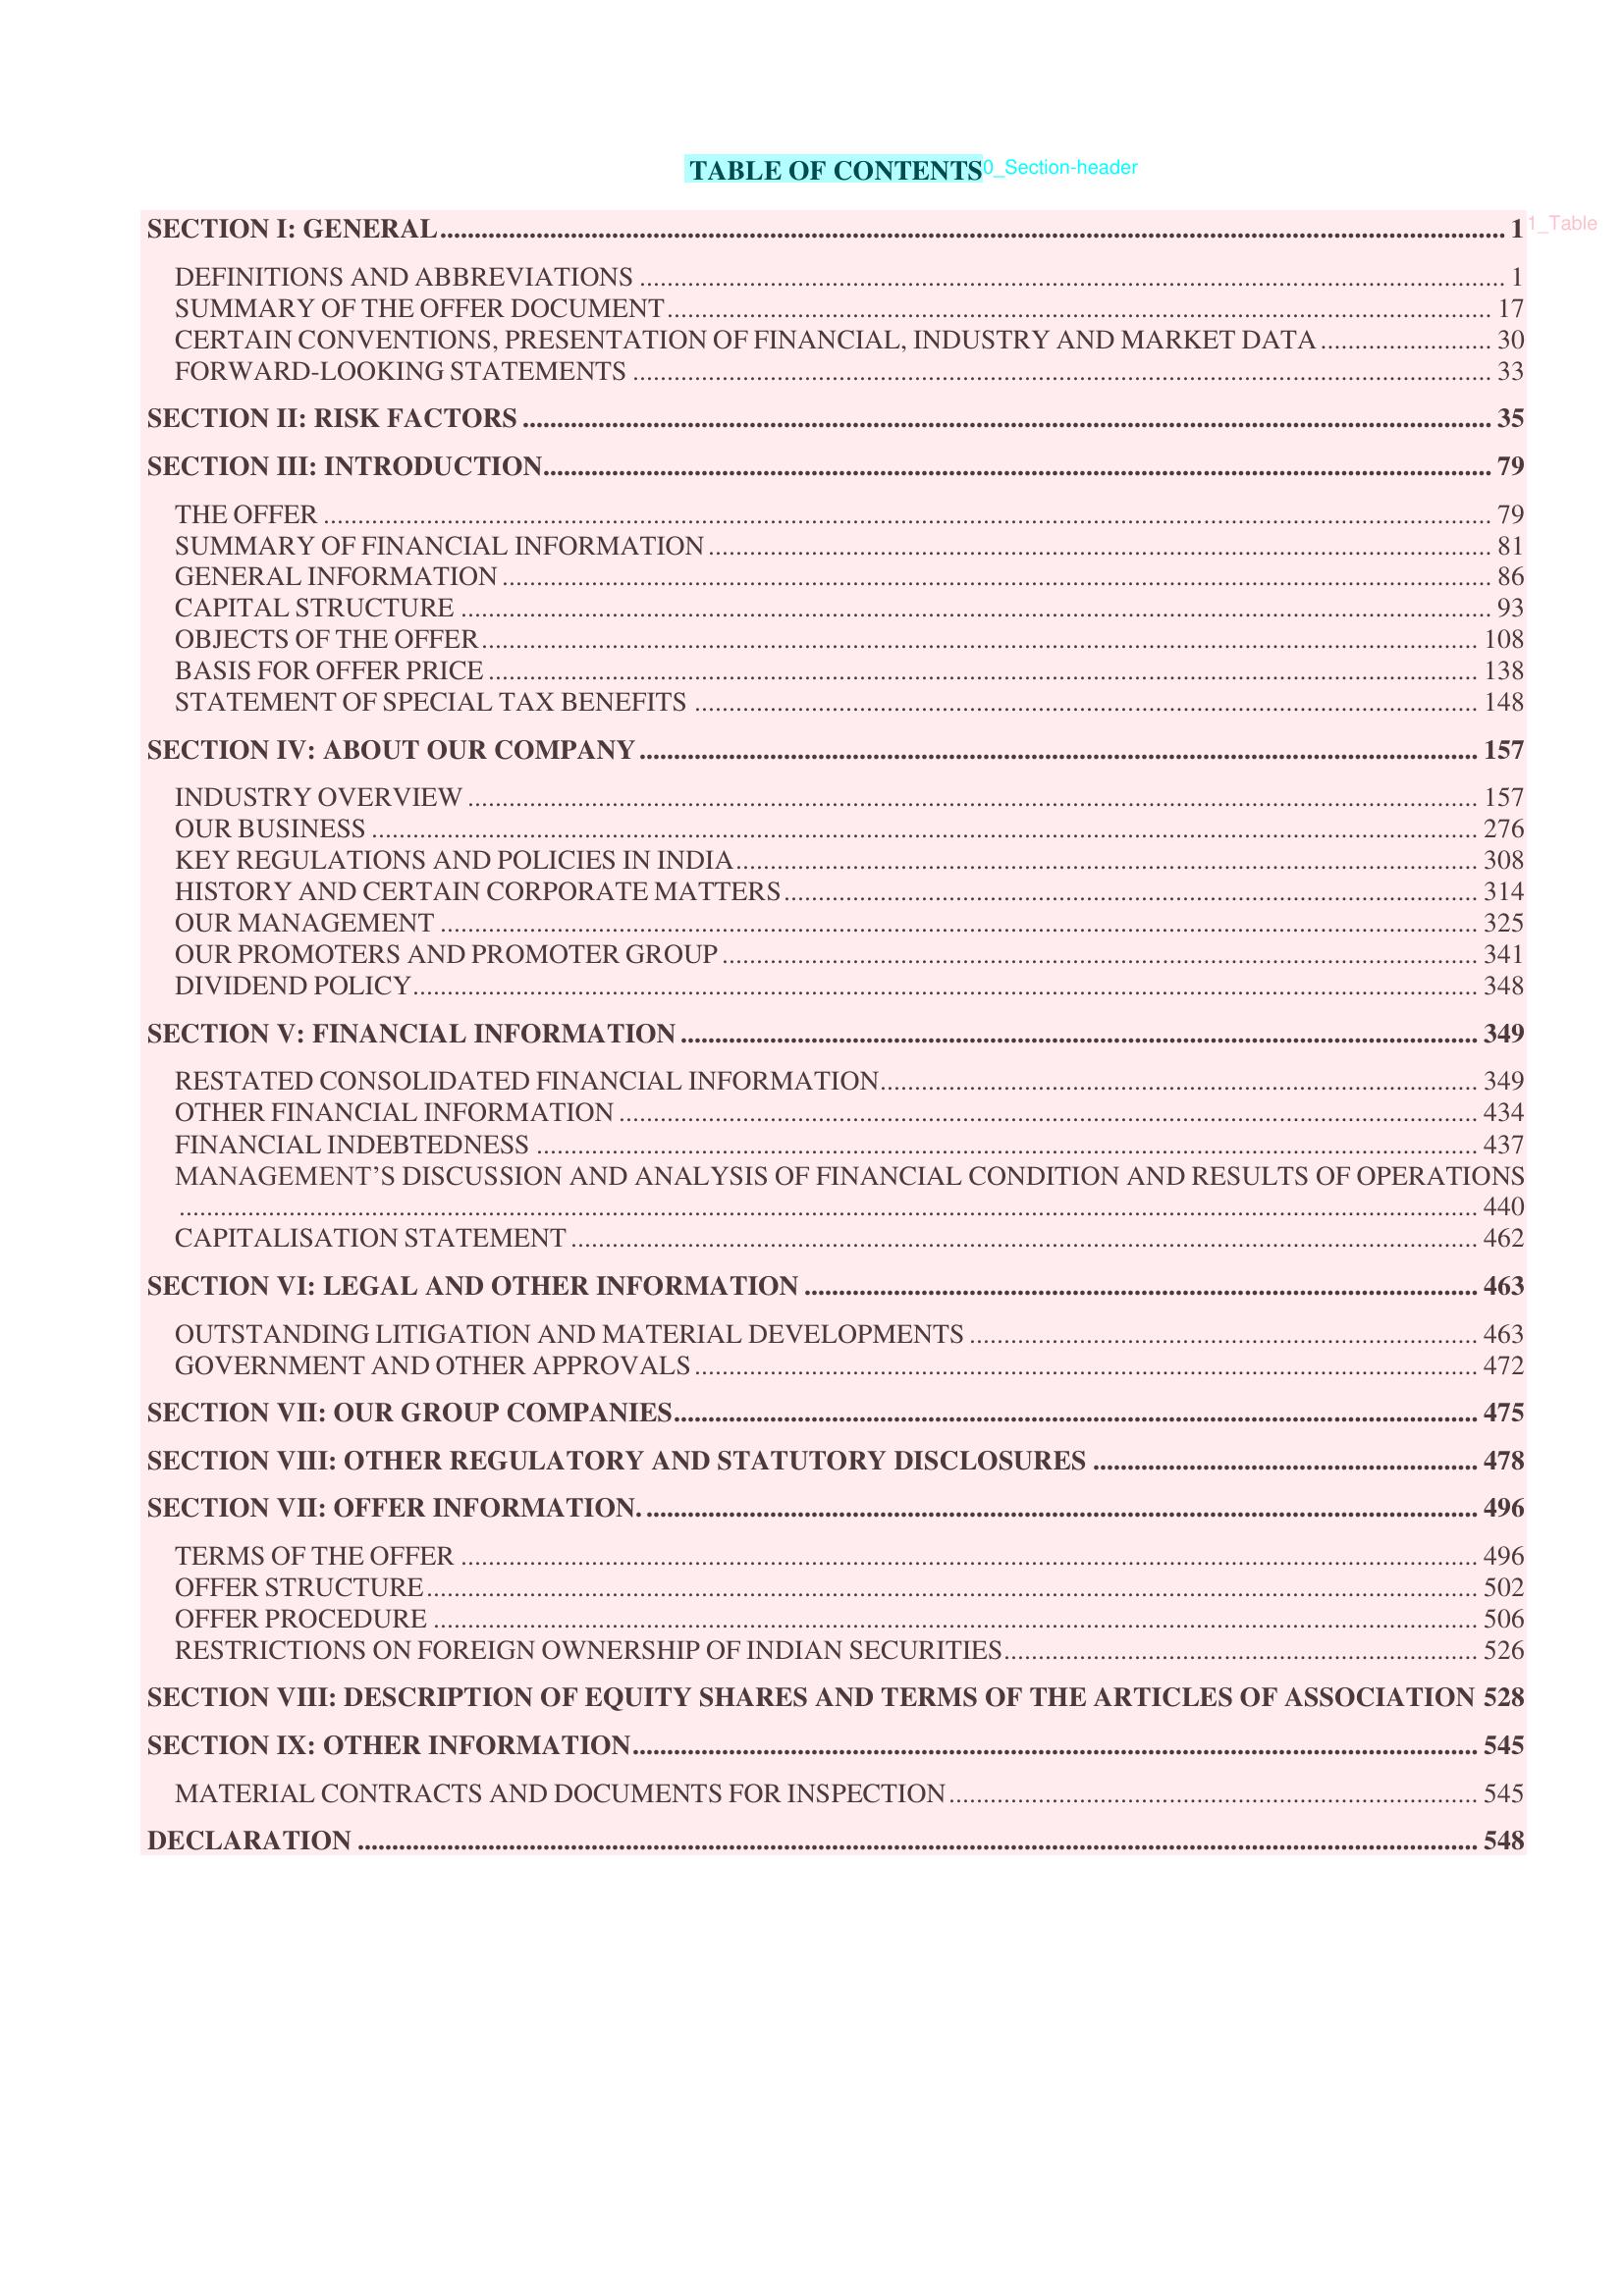 TABLE OF CONTENTS
0_Section-header
1_Table
SECTION I: GENERAL 1
DEFINITIONS AND ABBREVIATIONS 1
SUMMARY OF THE OFFER DOCUMENT 17
CERTAIN CONVENTIONS, PRESENTATION OF FINANCIAL, INDUSTRY AND MARKET DATA 30
FORWARD-LOOKING STATEMENTS 33
SECTION II: RISK FACTORS 35
SECTION III: INTRODUCTION 79
THE OFFER 79
SUMMARY OF FINANCIAL INFORMATION 81
GENERAL INFORMATION 86
CAPITAL STRUCTURE 93
OBJECTS OF THE OFFER 108
BASIS FOR OFFER PRICE 138
STATEMENT OF SPECIAL TAX BENEFITS 148
SECTION IV: ABOUT OUR COMPANY 157
INDUSTRY OVERVIEW 157
OUR BUSINESS 276
KEY REGULATIONS AND POLICIES IN INDIA 308
HISTORY AND CERTAIN CORPORATE MATTERS 314
OUR MANAGEMENT 325
OUR PROMOTERS AND PROMOTER GROUP 341
DIVIDEND POLICY 348
SECTION V: FINANCIAL INFORMATION 349
RESTATED CONSOLIDATED FINANCIAL INFORMATION 349
OTHER FINANCIAL INFORMATION 434
FINANCIAL INDEBTEDNESS 437
MANAGEMENT’S DISCUSSION AND ANALYSIS OF FINANCIAL CONDITION AND RESULTS OF OPERATIONS
440
CAPITALISATION STATEMENT 462
SECTION VI: LEGAL AND OTHER INFORMATION 463
OUTSTANDING LITIGATION AND MATERIAL DEVELOPMENTS 463
GOVERNMENT AND OTHER APPROVALS 472
SECTION VII: OUR GROUP COMPANIES 475
SECTION VIII: OTHER REGULATORY AND STATUTORY DISCLOSURES 478
SECTION VII: OFFER INFORMATION. 496
TERMS OF THE OFFER 496
OFFER STRUCTURE 502
OFFER PROCEDURE 506
RESTRICTIONS ON FOREIGN OWNERSHIP OF INDIAN SECURITIES 526
SECTION VIII: DESCRIPTION OF EQUITY SHARES AND TERMS OF THE ARTICLES OF ASSOCIATION 528
SECTION IX: OTHER INFORMATION 545
MATERIAL CONTRACTS AND DOCUMENTS FOR INSPECTION 545
DECLARATION 548